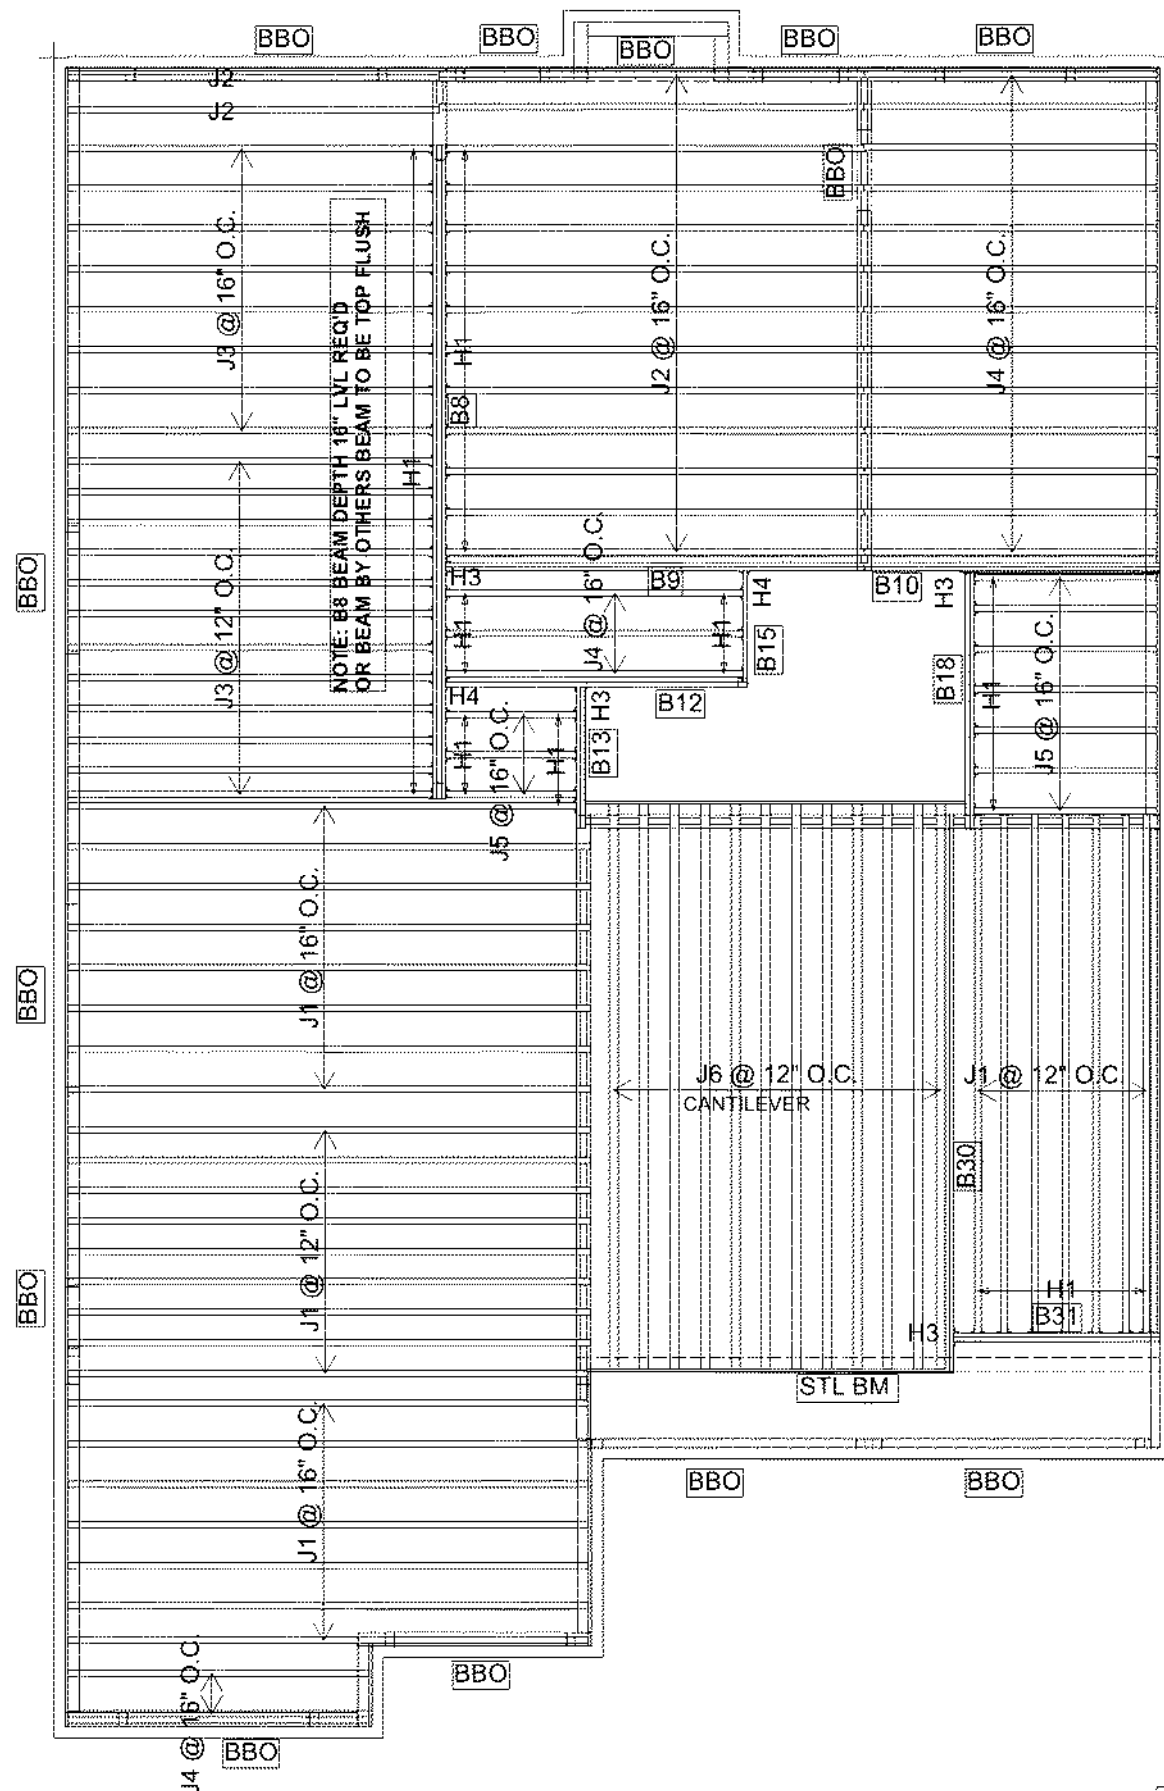 BBO
BBO
BBO
BBO
BBO
J2
J2
BBO
J3 @ 16" O.C.
NOTE: B8 BEAM DEPTH 16" LVL REQ'D
OR BEAM BY OTHERS BEAM TO BE TOP FLUSH
H1
H1
B8
J2 @ 16" O.C.
J4 @ 16" O.C.
BBO
J3 @ 12" O.C.
H3
H1
J4 @ 16" O.C.
B9
H1
H4
B15
B10
H3
B18
H1
J5 @ 16" O.C.
H4
H1
J5 @ 16" O.C.
H1
H3
B13
B12
BBO
J1 @ 16" O.C.
J6 @ 12" O.C.
CANTILEVER
J1 @ 12" O.C.
B30
BBO
J1 @ 12" O.C.
H1
B31
H3
STL BM
J1 @ 16" O.C.
BBO
BBO
BBO
J4 @ 16" O.C.
BBO